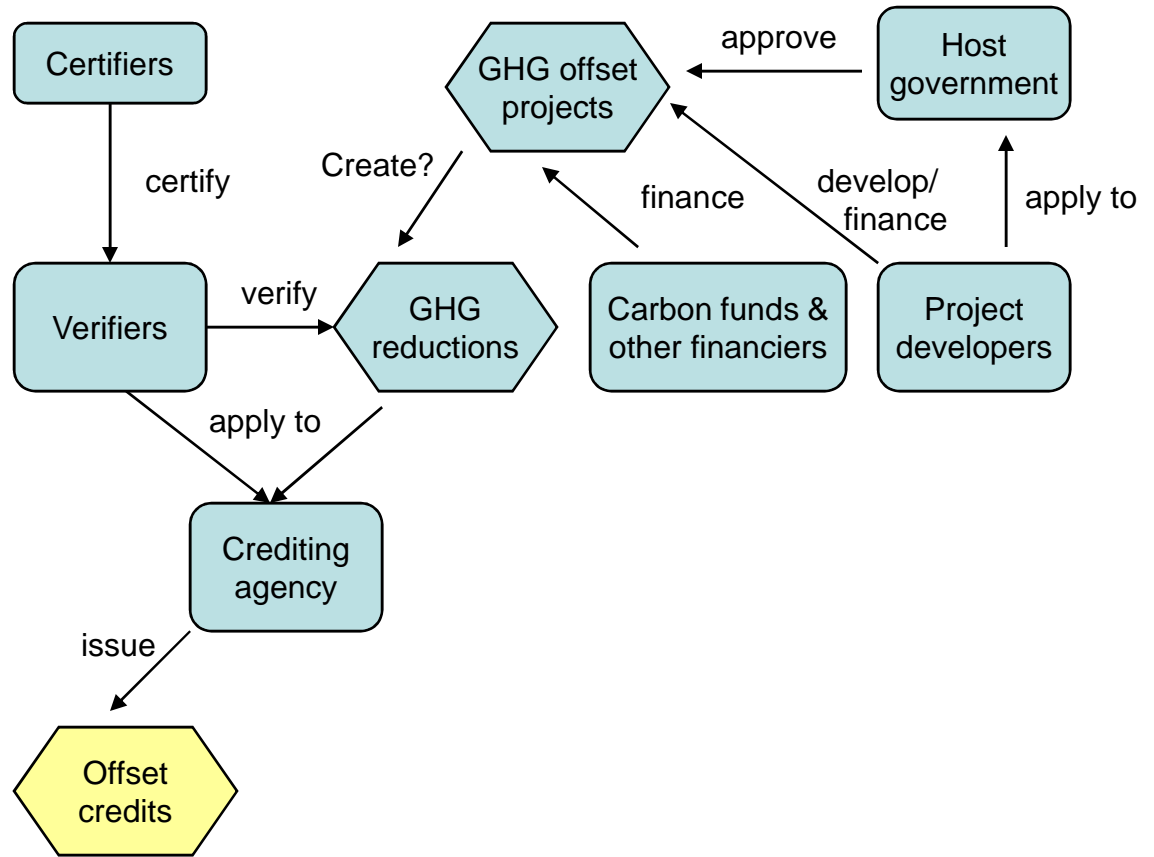 Certifiers
GHG offset
projects
approve
Host
government
certify
Create?
finance
develop/
finance
apply to
Verifiers
verify
GHG
reductions
Carbon funds &
other financiers
Project
developers
apply to
Crediting
agency
issue
Offset
credits